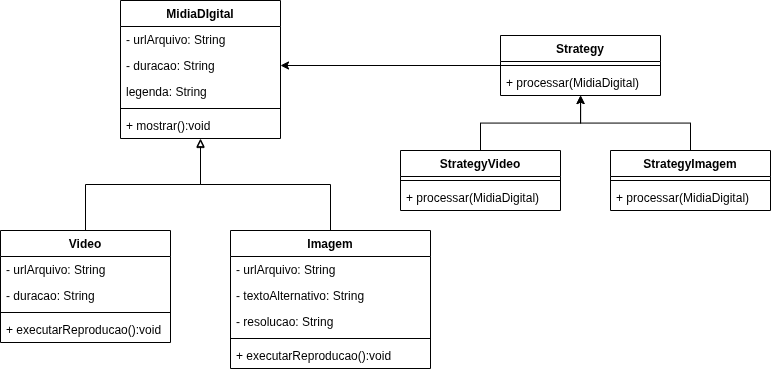 MidiaDIgital
- urlArquivo: String
- duracao: String
legenda: String
+ mostrar():void
Strategy
+ processar(MidiaDigital)
StrategyVideo
+ processar(MidiaDigital)
StrategyImagem
+ processar(MidiaDigital)
Video
- urlArquivo: String
- duracao: String
+ executarReproducao():void
Imagem
- urlArquivo: String
- textoAlternativo: String
- resolucao: String
+ executarReproducao():void